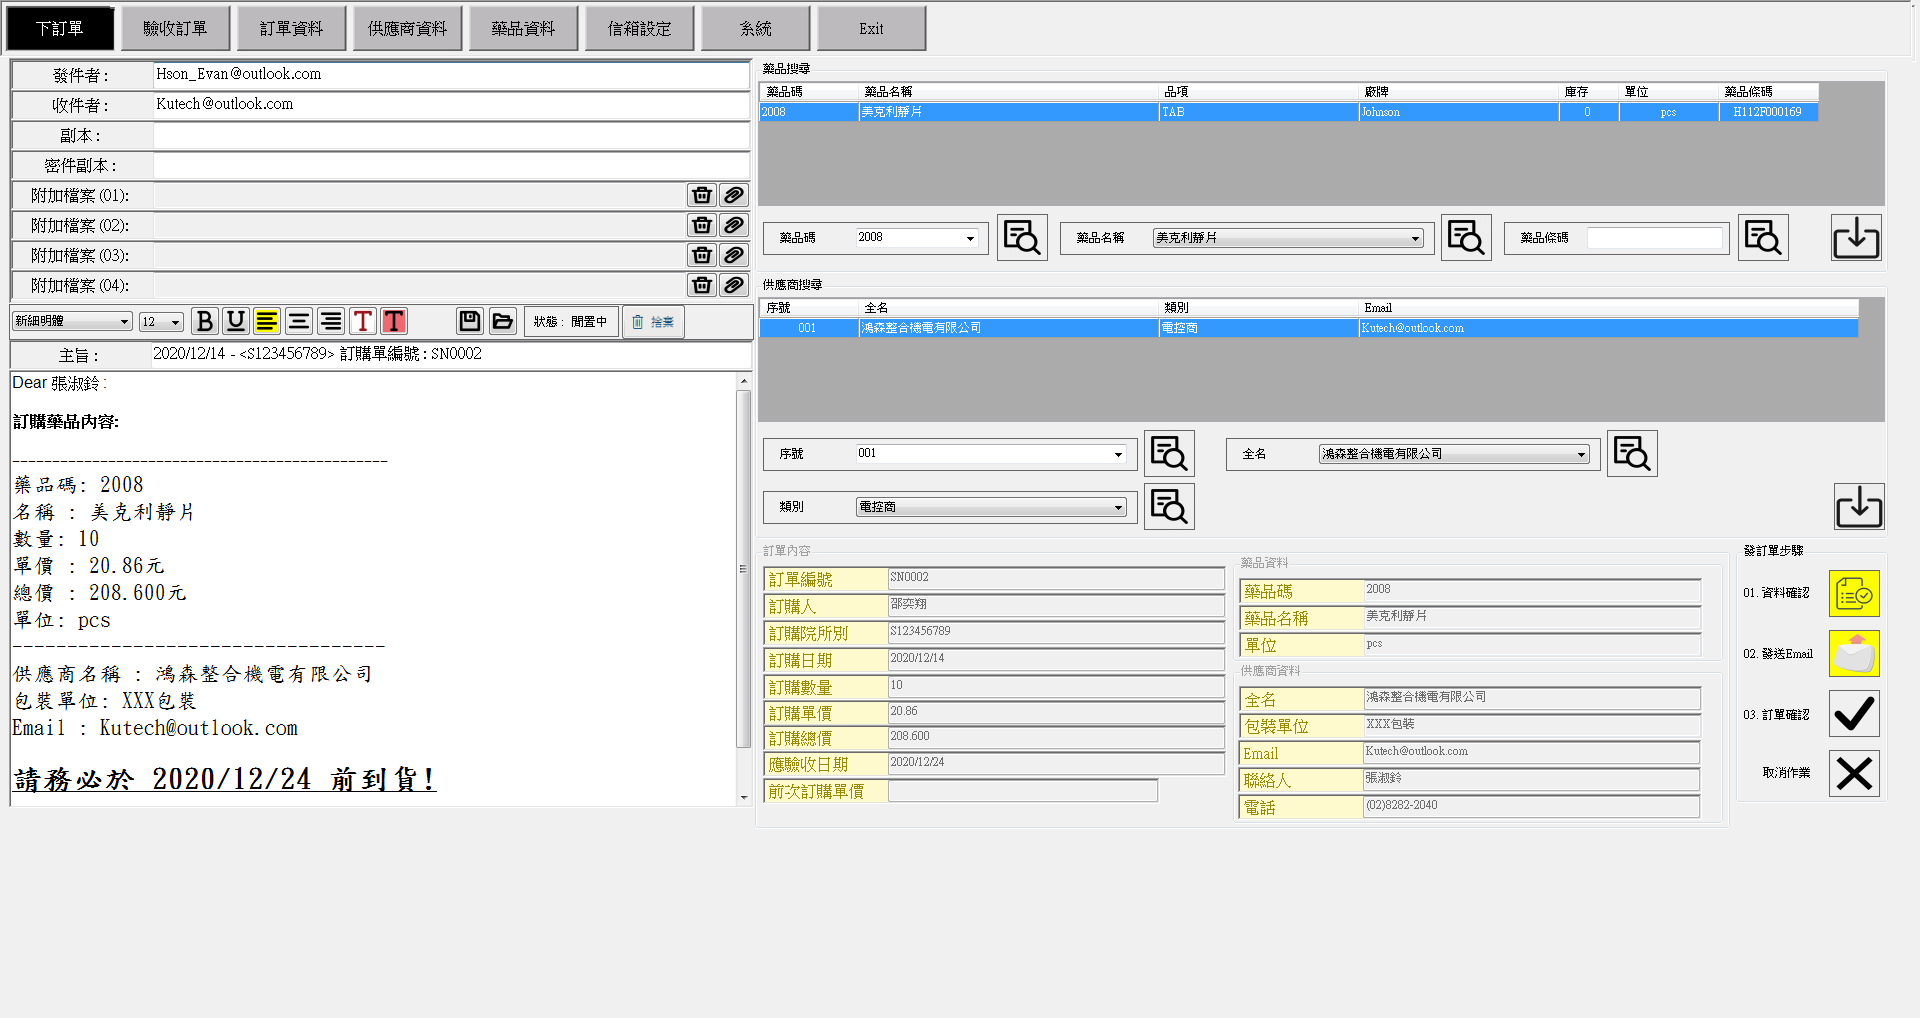 下訂單 驗收訂單 訂單資料 供應商資料 藥品資料 信箱設定 系統 Exit
發件者: Hson_Evan@outlook.com
收件者: Kutech@outlook.com
副本:
密件副本:
附加檔案 (01):
附加檔案 (02):
附加檔案 (03):
附加檔案 (04):
新細明體 12 B U T T 狀態: 閒置中 捨棄
主旨: 2020/12/14 - <S123456789> 訂購單編號 : SN0002
Dear 張淑鈴 :
訂購藥品內容:
--------------------------------------------
藥品碼: 2008
名稱 : 美克利靜片
數量: 10
單價 : 20.86元
總價 : 208.600元
單位: pcs
----------------------------------
供應商名稱 : 鴻森整合機電有限公司
包裝單位: XXX包裝
Email : Kutech@outlook.com
請務必於 2020/12/24 前到貨!
藥品搜尋
藥品碼 藥品名稱 品項 廠牌 庫存 單位 藥品條碼
2008 美克利靜片 TAB Johnson 0 pcs H112F000169
藥品碼 2008 藥品名稱 美克利靜片 藥品條碼
供應商搜尋
序號 全名 類別 Email
001 鴻森整合機電有限公司 電控商 Kutech@outlook.com
序號 001 全名 鴻森整合機電有限公司
類別 電控商
訂單內容
訂單編號 SN0002
訂購人 邵奕翔
訂購院所別 S123456789
訂購日期 2020/12/14
訂購數量 10
訂購單價 20.86
訂購總價 208.600
應驗收日期 2020/12/24
前次訂購單價
藥品資料
藥品碼 2008
藥品名稱 美克利靜片
單位 pcs
供應商資料
全名 鴻森整合機電有限公司
包裝單位 XXX包裝
Email Kutech@outlook.com
聯絡人 張淑鈴
電話 (02)8282-2040
發訂單步驟
01. 資料確認
02. 發送Email
03. 訂單確認
取消作業